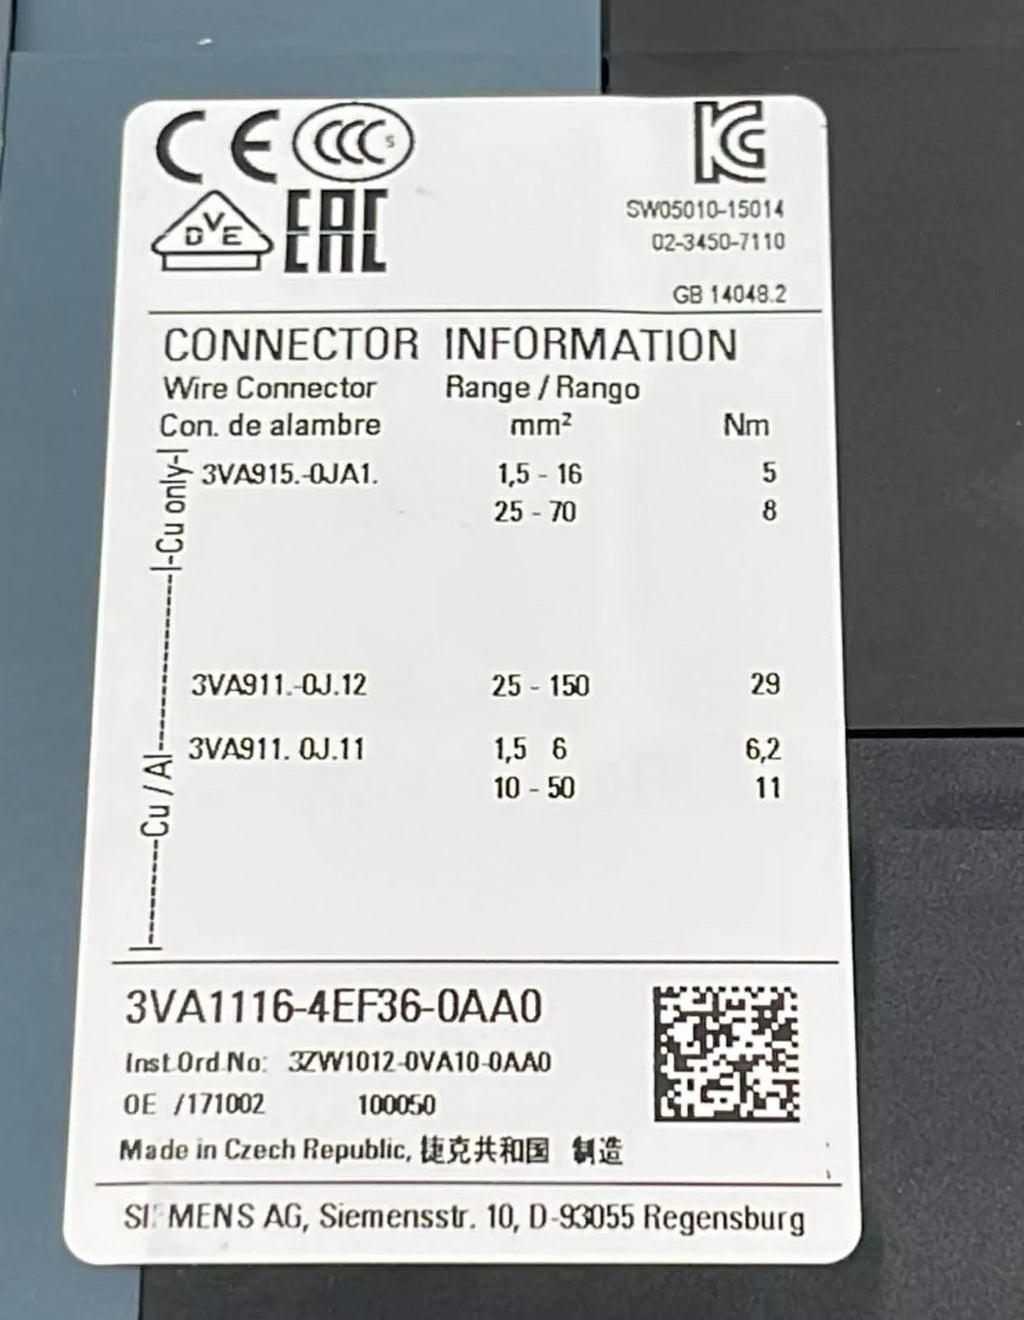 CE CCC S
KC
VDE EAC
SW05010-15014
02-3450-7110
GB 14048.2
CONNECTOR INFORMATION
Wire Connector Range / Rango
Con. de alambre mm² Nm
|-Cu only-|
3VA915.-0JA1. 1,5 - 16 5
25 - 70 8
3VA911.-0J.12 25 - 150 29
|--------Cu / Al--------|
3VA911. 0J.11 1,5 6 6,2
10 - 50 11
3VA1116-4EF36-0AA0
Inst.Ord.No: 3ZW1012-0VA10-0AA0
OE /171002 100050
Made in Czech Republic, 捷克共和国 制造
SIEMENS AG, Siemensstr. 10, D-93055 Regensburg